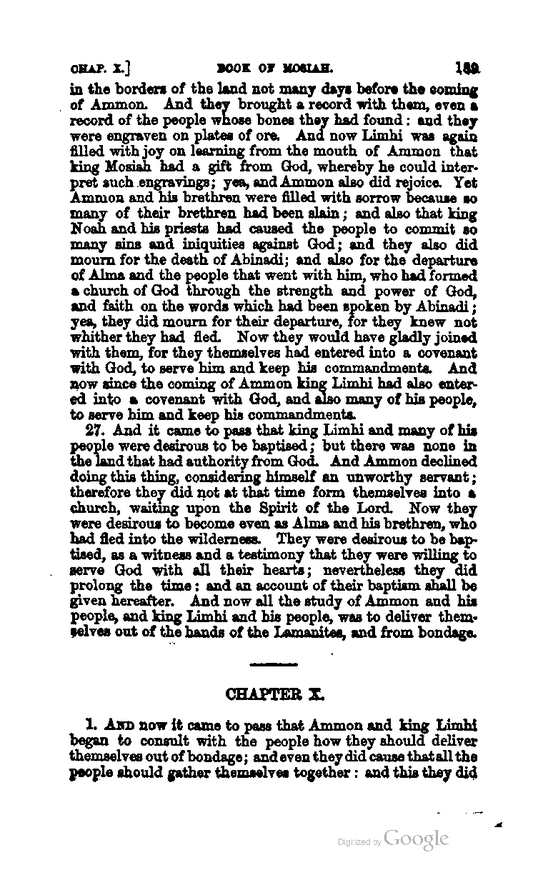 CHAP. X.] BOOK OF MOSIAH. 189
in the borders of the land not many days before the coming
of Ammon. And they brought a record with them, even a
record of the people whose bones they had found: and they
were engraven on plates of ore. And now Limhi was again
filled with joy on learning from the mouth of Ammon that
king Mosiah had a gift from God, whereby he could inter-
pret such engravings; yea, and Ammon also did rejoice. Yet
Ammon and his brethren were filled with sorrow because so
many of their brethren had been slain; and also that king
Noah and his priests had caused the people to commit so
many sins and iniquities against God; and they also did
mourn for the death of Abinadi; and also for the departure
of Alma and the people that went with him, who had formed
a church of God through the strength and power of God,
and faith on the words which had been spoken by Abinadi;
yea, they did mourn for their departure, for they knew not
whither they had fled. Now they would have gladly joined
with them, for they themselves had entered into a covenant
with God, to serve him and keep his commandments. And
now since the coming of Ammon king Limhi had also enter-
ed into a covenant with God, and also many of his people,
to serve him and keep his commandments.
27. And it came to pass that king Limhi and many of his
people were desirous to be baptised; but there was none in
the land that had authority from God. And Ammon declined
doing this thing, considering himself an unworthy servant;
therefore they did not at that time form themselves into a
church, waiting upon the Spirit of the Lord. Now they
were desirous to become even as Alma and his brethren, who
had fled into the wilderness. They were desirous to be bap-
tised, as a witness and a testimony that they were willing to
serve God with all their hearts; nevertheless they did
prolong the time: and an account of their baptism shall be
given hereafter. And now all the study of Ammon and his
people, and king Limhi and his people, was to deliver them-
selves out of the hands of the Lamanites, and from bondage.
CHAPTER X.
1. AND now it came to pass that Ammon and king Limhi
began to consult with the people how they should deliver
themselves out of bondage; and even they did cause that all the
people should gather themselves together: and this they did
Digitized by Google